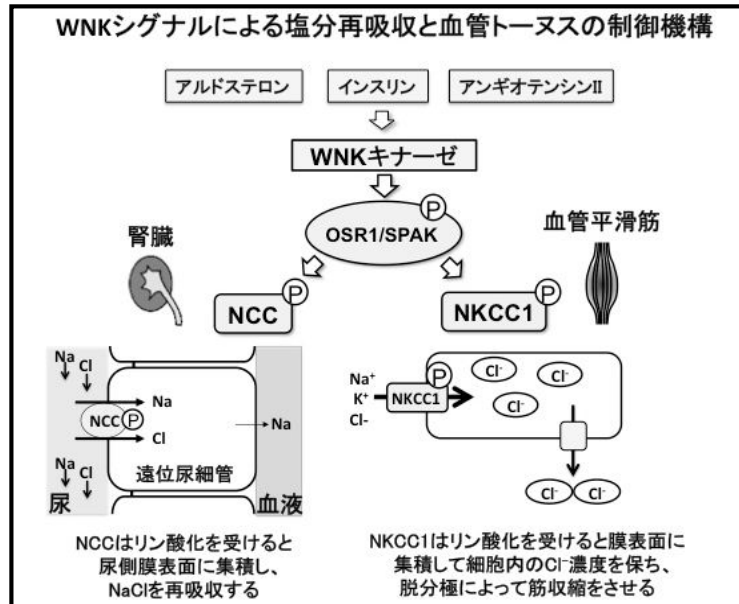 WNKシグナルによる塩分再吸収と血管トーヌスの制御機構
アルドステロン
インスリン
アンギオテンシンII
WNKキナーゼ
P
OSR1/SPAK
腎臓
血管平滑筋
P
NCC
P
NKCC1
Na
Cl
Na
NCC
P
Cl
Na
遠位尿細管
Na
Cl
尿
血液
P
Na⁺
K⁺
Cl-
NKCC1
Cl⁻
Cl⁻
Cl⁻
Cl⁻
Cl⁻
Cl⁻
NCCはリン酸化を受けると
尿側膜表面に集積し、
NaClを再吸収する
NKCC1はリン酸化を受けると膜表面に
集積して細胞内のCl⁻濃度を保ち、
脱分極によって筋収縮をさせる